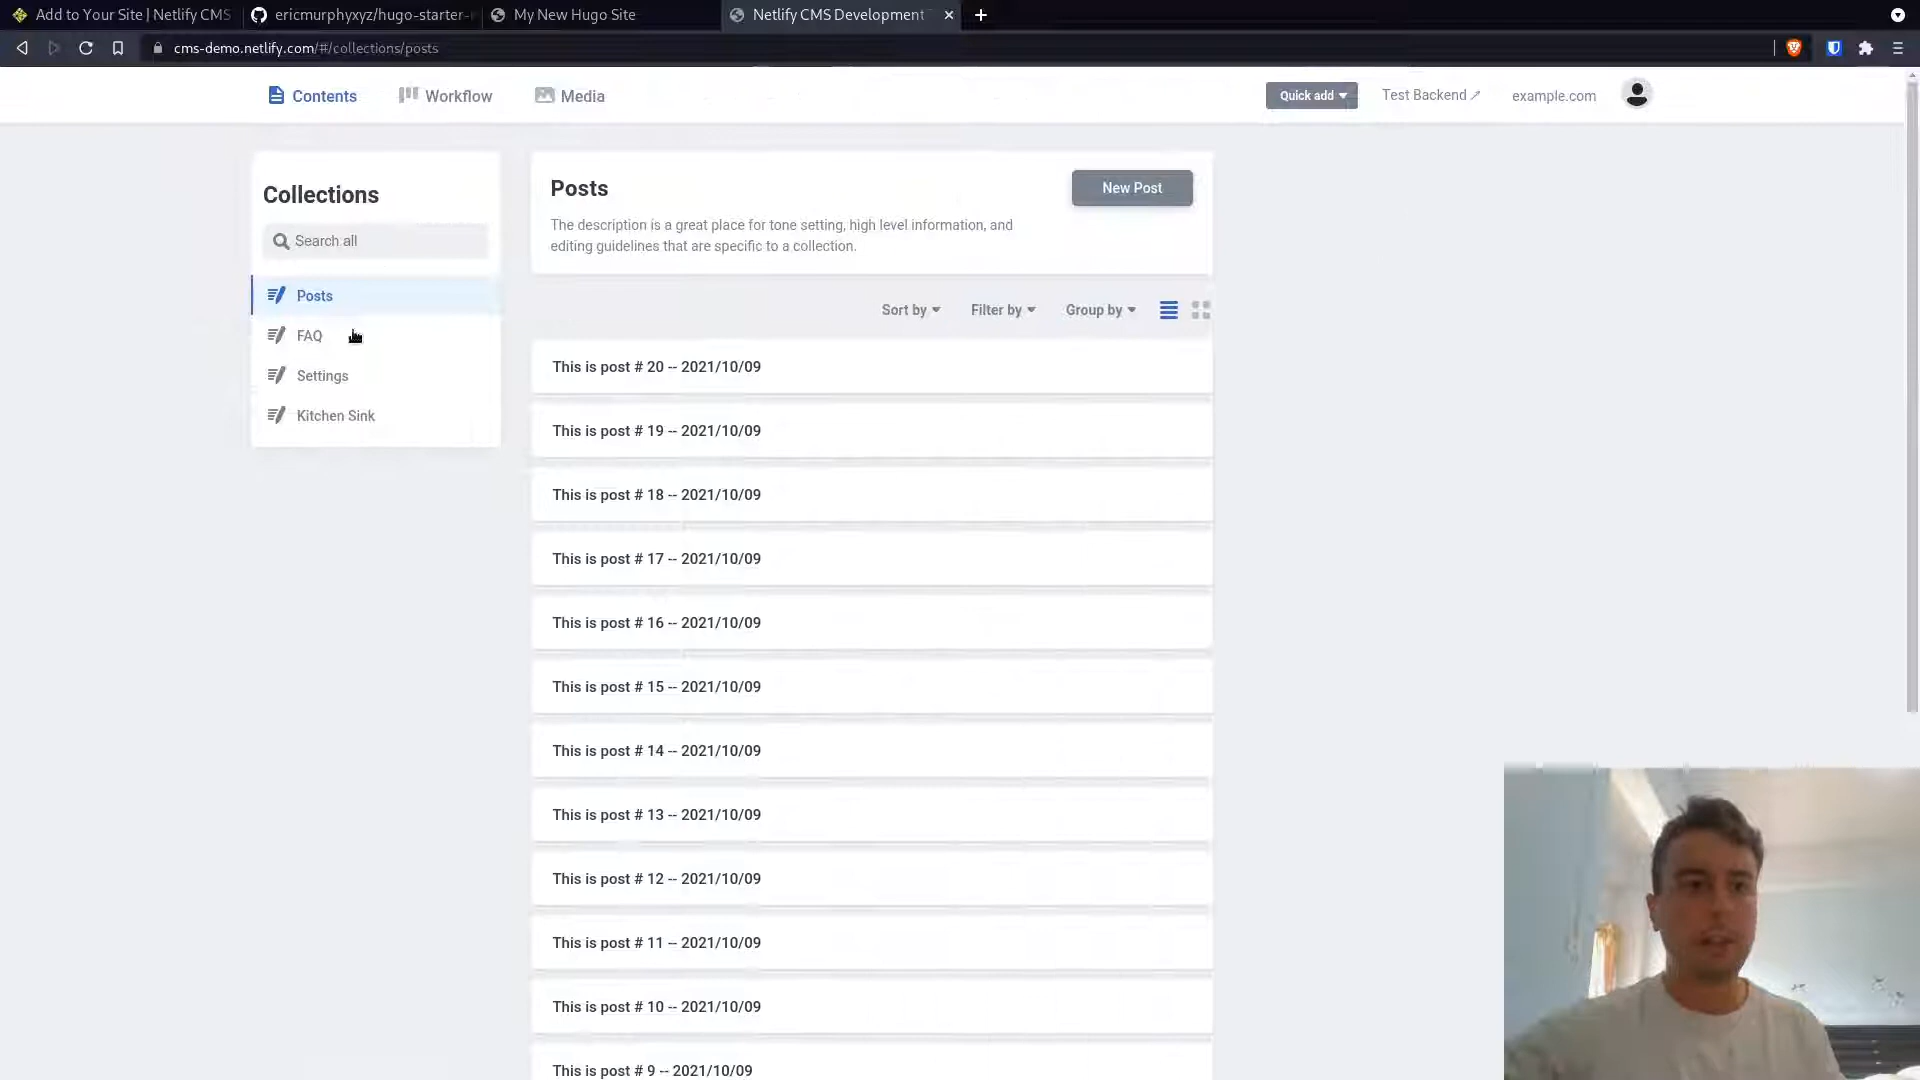 Add to Your Site | Netlify CMS
ericmurphyxyz/hugo-starter-
My New Hugo Site
Netlify CMS Development
cms-demo.netlify.com/#/collections/posts
Contents
Workflow
Media
Quick add
Test Backend
example.com
Collections
Search all
Posts
FAQ
Settings
Kitchen Sink
Posts
New Post
The description is a great place for tone setting, high level information, and
editing guidelines that are specific to a collection.
Sort by
Filter by
Group by
This is post # 20 -- 2021/10/09
This is post # 19 -- 2021/10/09
This is post # 18 -- 2021/10/09
This is post # 17 -- 2021/10/09
This is post # 16 -- 2021/10/09
This is post # 15 -- 2021/10/09
This is post # 14 -- 2021/10/09
This is post # 13 -- 2021/10/09
This is post # 12 -- 2021/10/09
This is post # 11 -- 2021/10/09
This is post # 10 -- 2021/10/09
This is post # 9 -- 2021/10/09